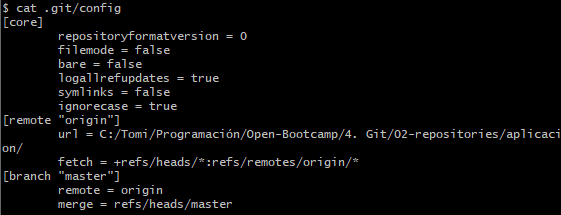 $ cat .git/config
[core]
        repositoryformatversion = 0
        filemode = false
        bare = false
        logallrefupdates = true
        symlinks = false
        ignorecase = true
[remote "origin"]
        url = C:/Tomi/Programación/Open-Bootcamp/4. Git/02-repositories/aplicaci
on/
        fetch = +refs/heads/*:refs/remotes/origin/*
[branch "master"]
        remote = origin
        merge = refs/heads/master